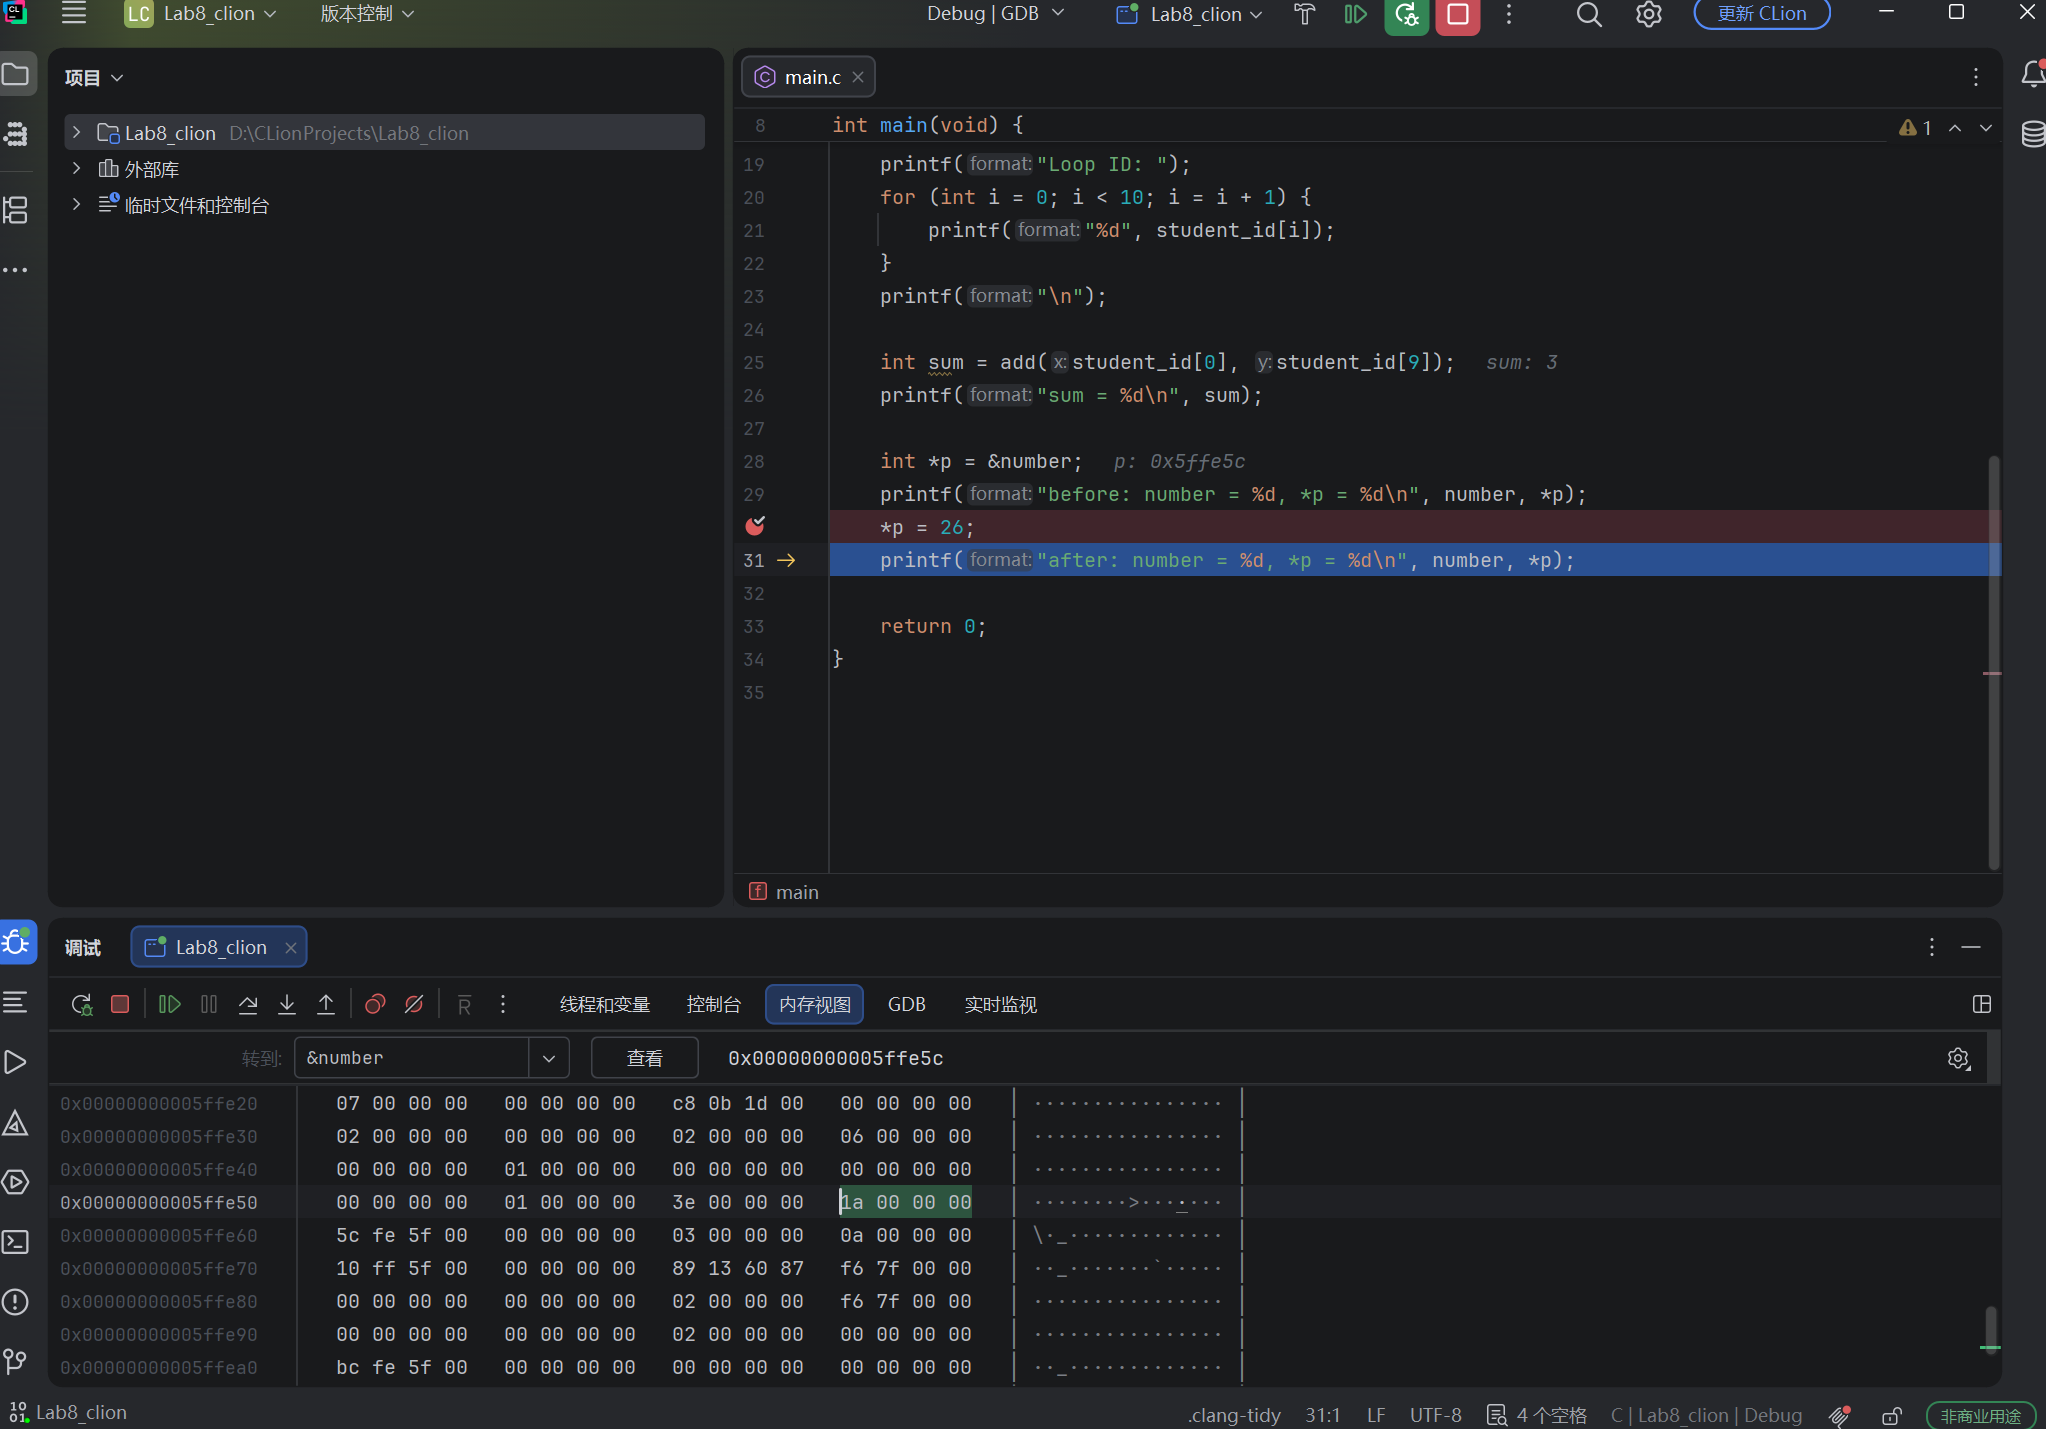 LC Lab8_clion 版本控制 Debug | GDB Lab8_clion 更新 CLion
项目
Lab8_clion D:\CLionProjects\Lab8_clion
外部库
临时文件和控制台
main.c
8 int main(void) { 1
19 printf( format: "Loop ID: ");
20 for (int i = 0; i < 10; i = i + 1) {
21 printf( format: "%d", student_id[i]);
22 }
23 printf( format: "\n");
24
25 int sum = add( x: student_id[0], y: student_id[9]); sum: 3
26 printf( format: "sum = %d\n", sum);
27
28 int *p = &number; p: 0x5ffe5c
29 printf( format: "before: number = %d, *p = %d\n", number, *p);
*p = 26;
31 printf( format: "after: number = %d, *p = %d\n", number, *p);
32
33 return 0;
34 }
35
f main
调试 Lab8_clion
线程和变量 控制台 内存视图 GDB 实时监视
转到: &number 查看 0x00000000005ffe5c
0x00000000005ffe20 07 00 00 00 00 00 00 00 c8 0b 1d 00 00 00 00 00 ················
0x00000000005ffe30 02 00 00 00 00 00 00 00 02 00 00 00 06 00 00 00 ················
0x00000000005ffe40 00 00 00 00 01 00 00 00 00 00 00 00 00 00 00 00 ················
0x00000000005ffe50 00 00 00 00 01 00 00 00 3e 00 00 00 1a 00 00 00 ········>·······
0x00000000005ffe60 5c fe 5f 00 00 00 00 00 03 00 00 00 0a 00 00 00 \·_·············
0x00000000005ffe70 10 ff 5f 00 00 00 00 00 89 13 60 87 f6 7f 00 00 ··_·······`·····
0x00000000005ffe80 00 00 00 00 00 00 00 00 02 00 00 00 f6 7f 00 00 ················
0x00000000005ffe90 00 00 00 00 00 00 00 00 02 00 00 00 00 00 00 00 ················
0x00000000005ffea0 bc fe 5f 00 00 00 00 00 00 00 00 00 00 00 00 00 ··_·············
Lab8_clion .clang-tidy 31:1 LF UTF-8 4 个空格 C | Lab8_clion | Debug 非商业用途